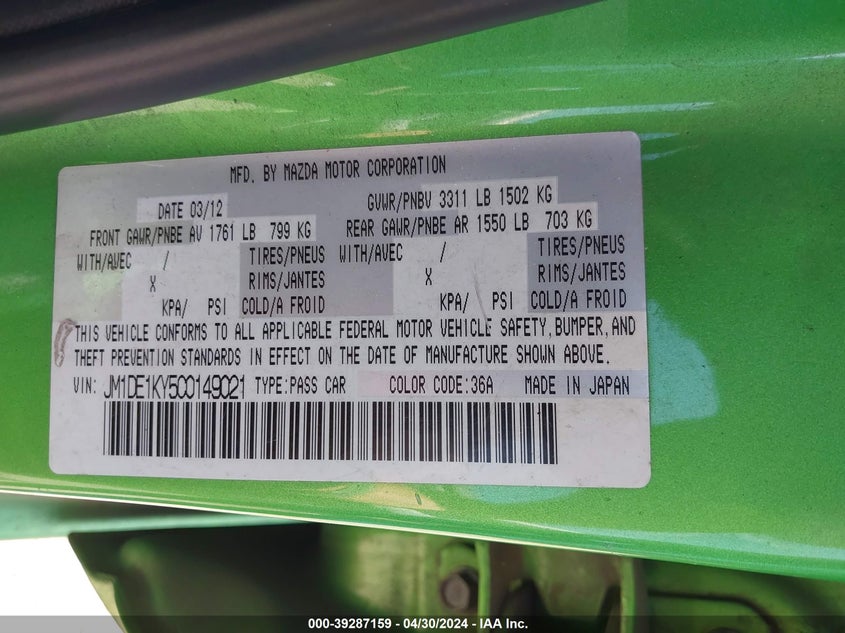 MFD. BY MAZDA MOTOR CORPORATION
DATE 03/12 GVWR/PNBV 3311 LB 1502 KG
FRONT GAWR/PNBE AV 1761 LB 799 KG REAR GAWR/PNBE AR 1550 LB 703 KG
WITH/AVEC / TIRES/PNEUS WITH/AVEC / TIRES/PNEUS
X RIMS/JANTES X RIMS/JANTES
KPA/ PSI COLD/A FROID KPA/ PSI COLD/A FROID
THIS VEHICLE CONFORMS TO ALL APPLICABLE FEDERAL MOTOR VEHICLE SAFETY, BUMPER, AND
THEFT PREVENTION STANDARDS IN EFFECT ON THE DATE OF MANUFACTURE SHOWN ABOVE.
VIN: JM1DE1KY5C0149021 TYPE:PASS CAR COLOR CODE:36A MADE IN JAPAN
000-39287159 - 04/30/2024 - IAA Inc.